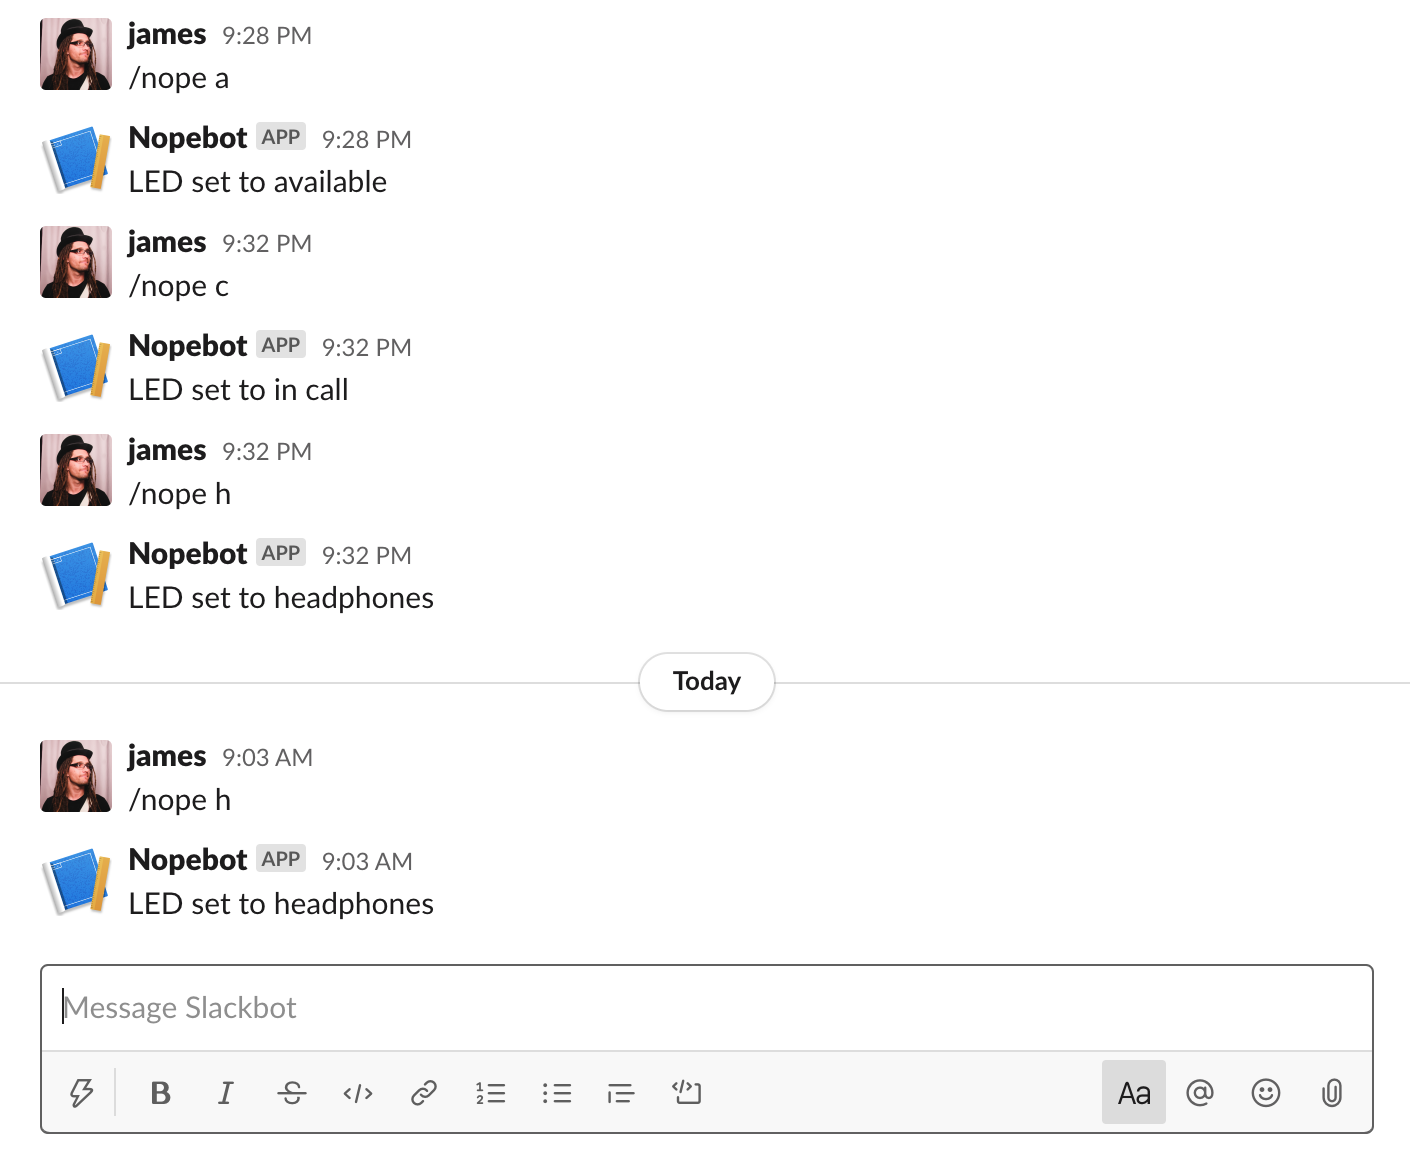 james 9:28 PM
/nope a
Nopebot APP 9:28 PM
LED set to available
james 9:32 PM
/nope c
Nopebot APP 9:32 PM
LED set to in call
james 9:32 PM
/nope h
Nopebot APP 9:32 PM
LED set to headphones
Today
james 9:03 AM
/nope h
Nopebot APP 9:03 AM
LED set to headphones
Message Slackbot
B I S </> Aa @